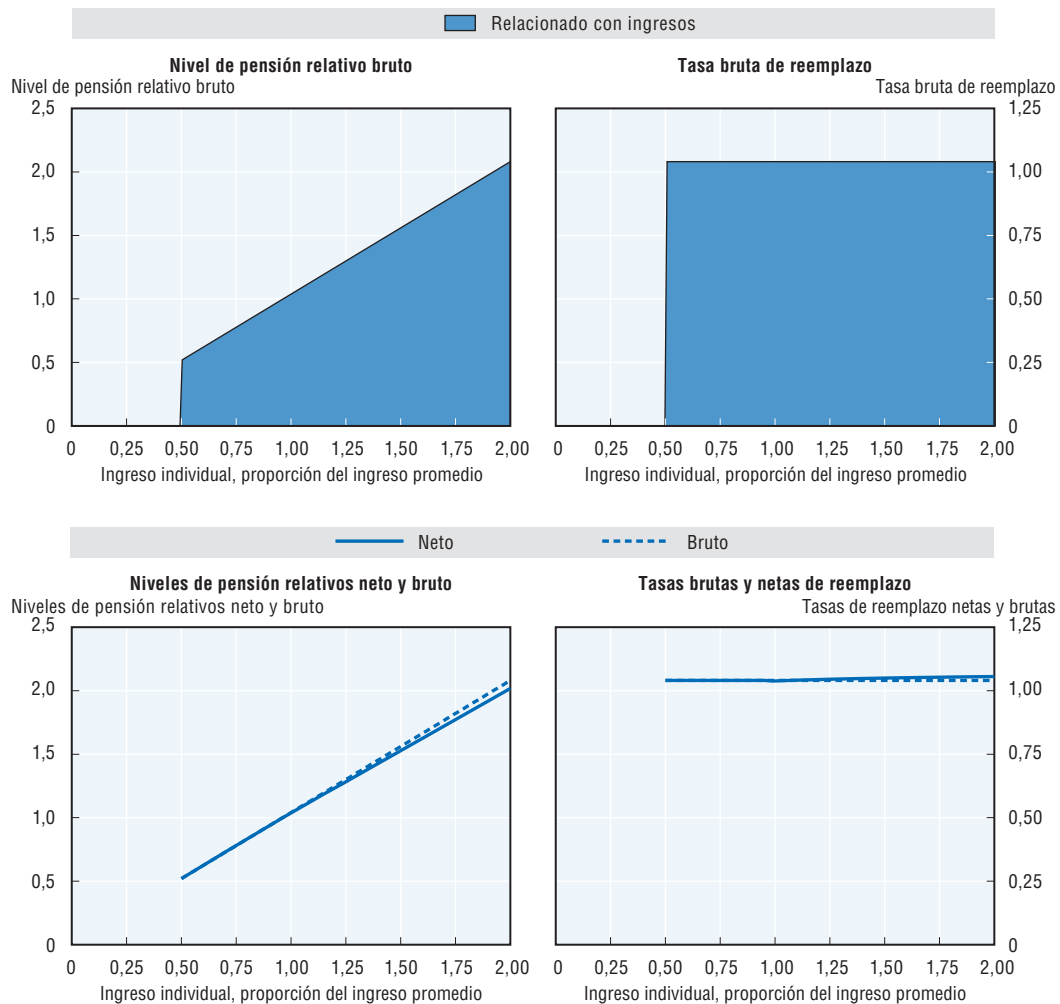 Relacionado con ingresos
Nivel de pensión relativo bruto
Nivel de pensión relativo bruto
2,5
2,0
1,5
1,0
0,5
0
0 0,25 0,50 0,75 1,00 1,25 1,50 1,75 2,00
Ingreso individual, proporción del ingreso promedio
Tasa bruta de reemplazo
Tasa bruta de reemplazo
1,25
1,00
0,75
0,50
0,25
0
0 0,25 0,50 0,75 1,00 1,25 1,50 1,75 2,00
Ingreso individual, proporción del ingreso promedio
Neto Bruto
Niveles de pensión relativos neto y bruto
Niveles de pensión relativos neto y bruto
2,5
2,0
1,5
1,0
0,5
0
0 0,25 0,50 0,75 1,00 1,25 1,50 1,75 2,00
Ingreso individual, proporción del ingreso promedio
Tasas brutas y netas de reemplazo
Tasas de reemplazo netas y brutas
1,25
1,00
0,75
0,50
0,25
0
0 0,25 0,50 0,75 1,00 1,25 1,50 1,75 2,00
Ingreso individual, proporción del ingreso promedio